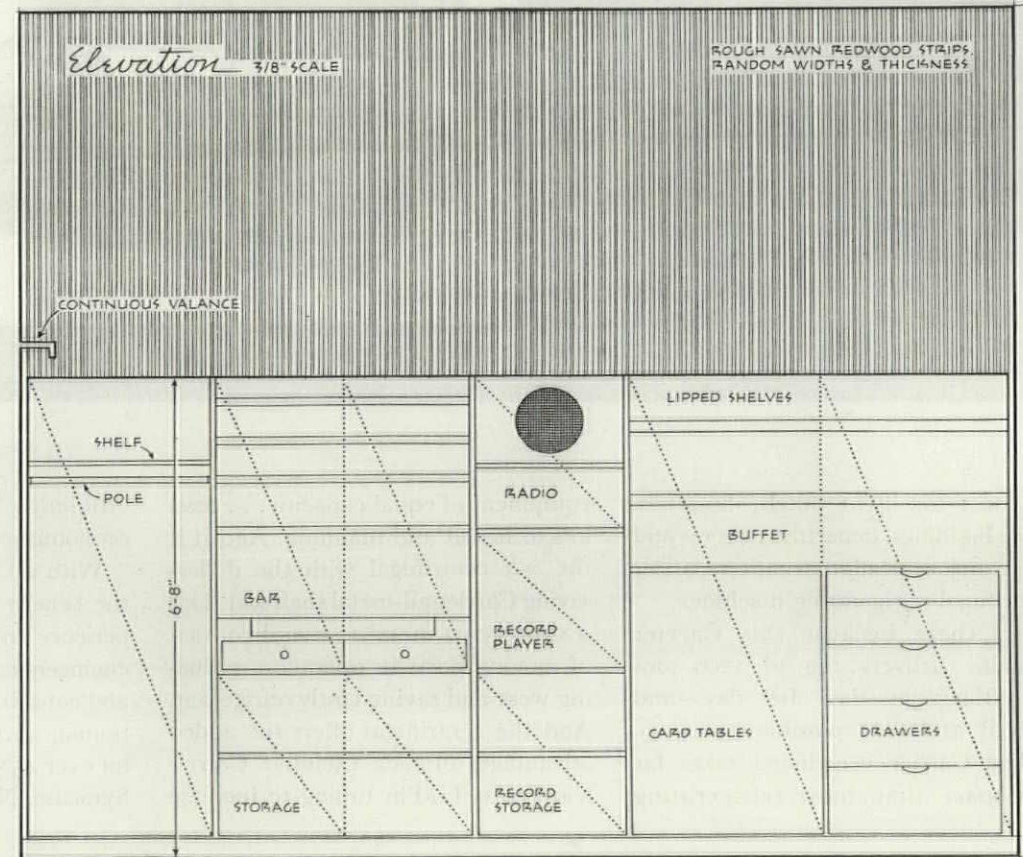 Elevation 3/8" SCALE
ROUGH SAWN REDWOOD STRIPS,
RANDOM WIDTHS & THICKNESS
CONTINUOUS VALANCE
SHELF
POLE
6'-8"
BAR
STORAGE
RADIO
RECORD
PLAYER
RECORD
STORAGE
LIPPED SHELVES
BUFFET
CARD TABLES
DRAWERS